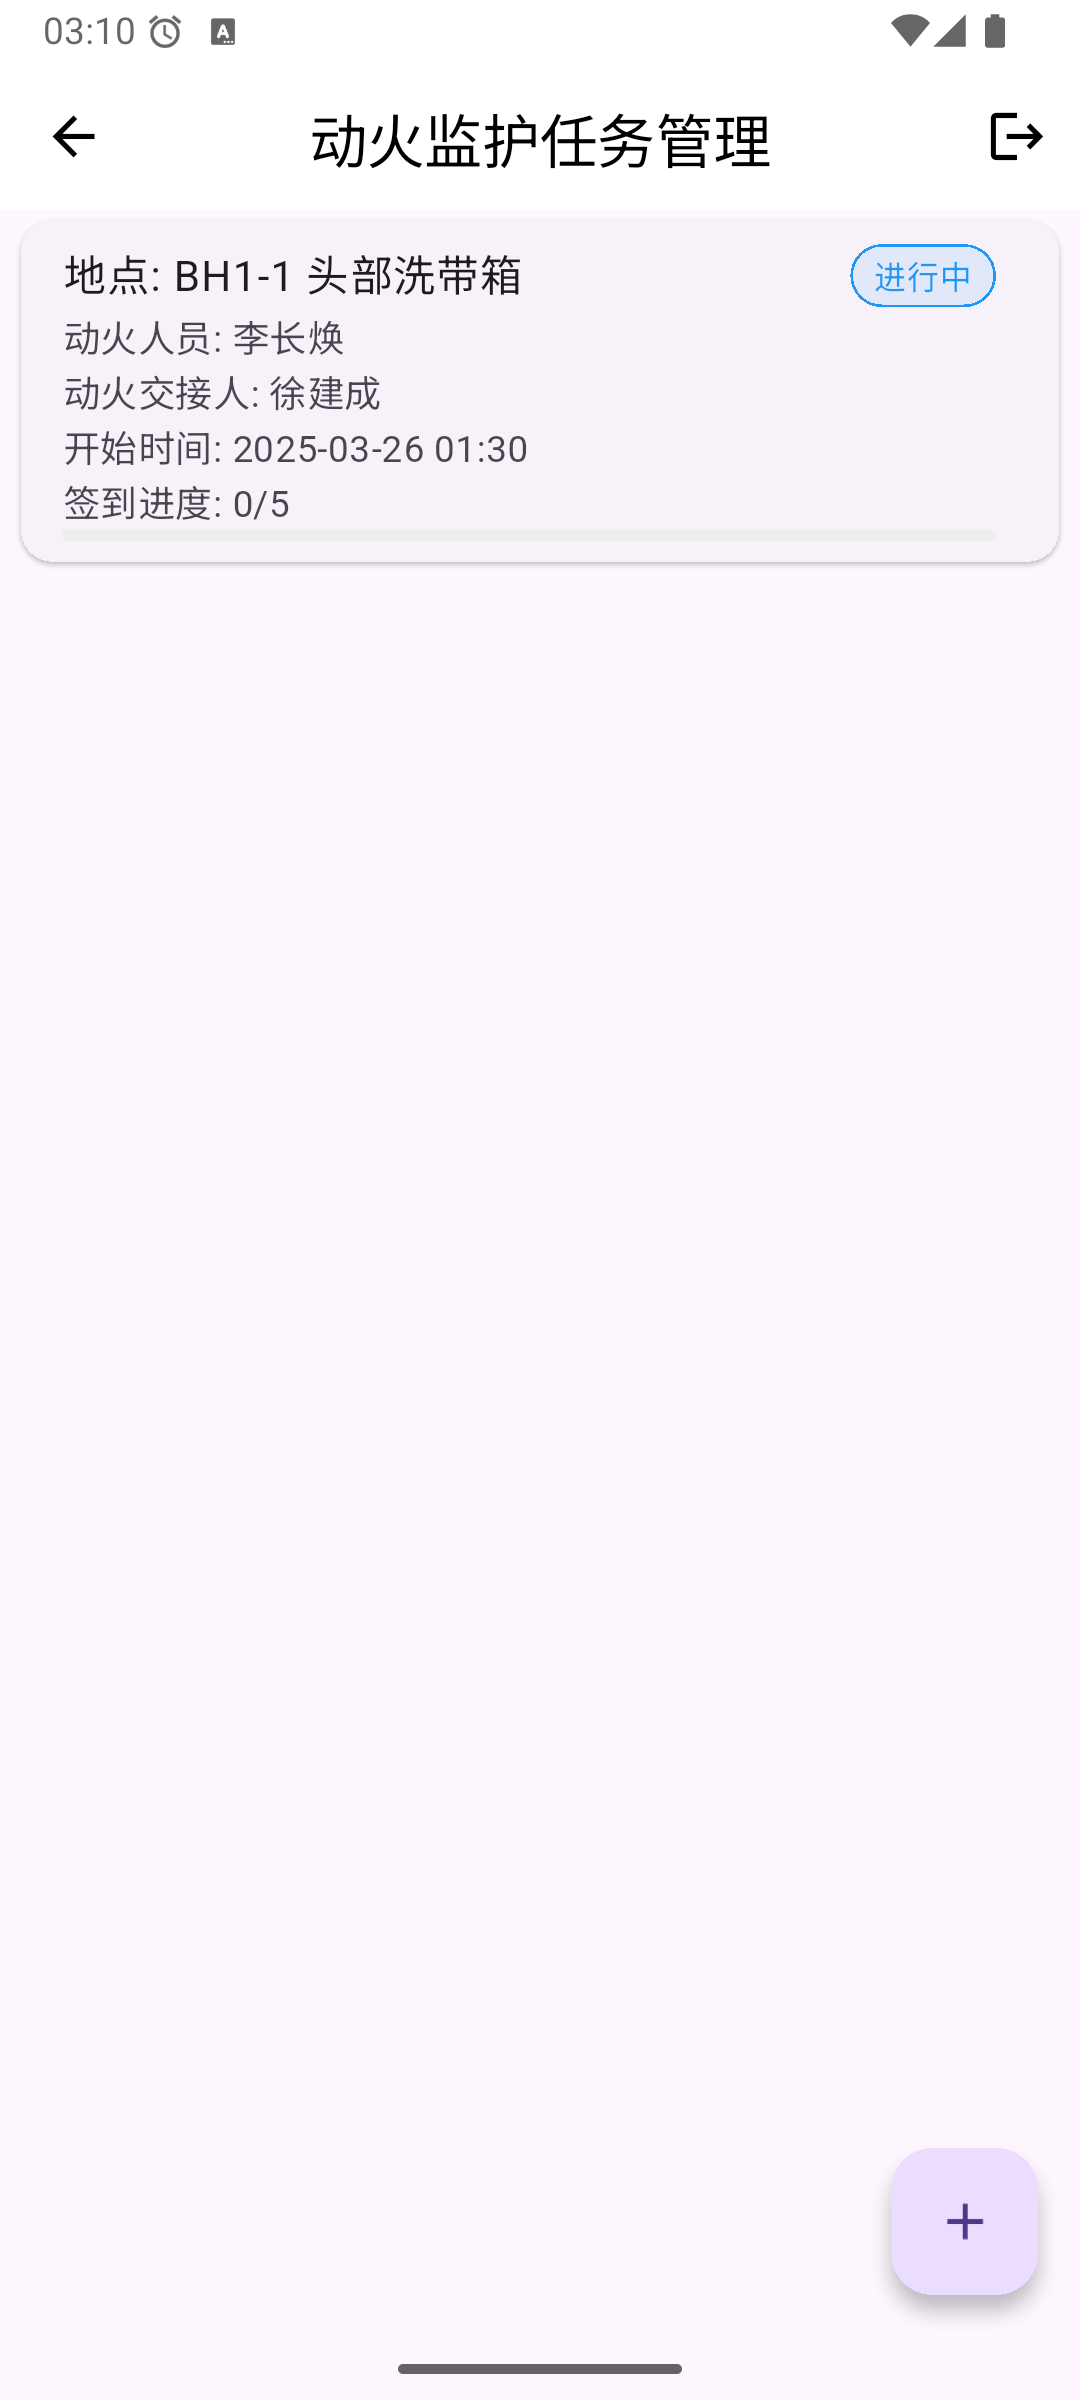 03:10
动火监护任务管理
地点: BH1-1 头部洗带箱
进行中
动火人员: 李长焕
动火交接人: 徐建成
开始时间: 2025-03-26 01:30
签到进度: 0/5